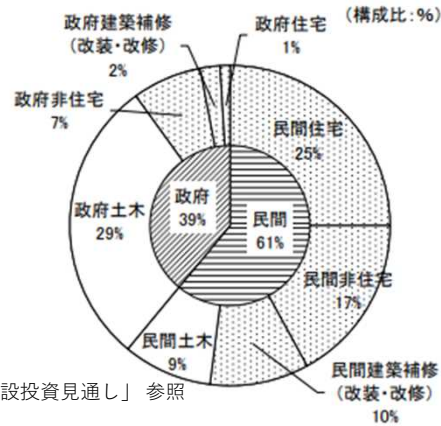 (構成比:%)
政府建築補修
(改装・改修)
2%
政府住宅
1%
政府非住宅
7%
民間住宅
25%
政府土木
29%
政府
39%
民間
61%
民間非住宅
17%
民間土木
9%
民間建築補修
(改装・改修)
10%
設投資見通し」 参照